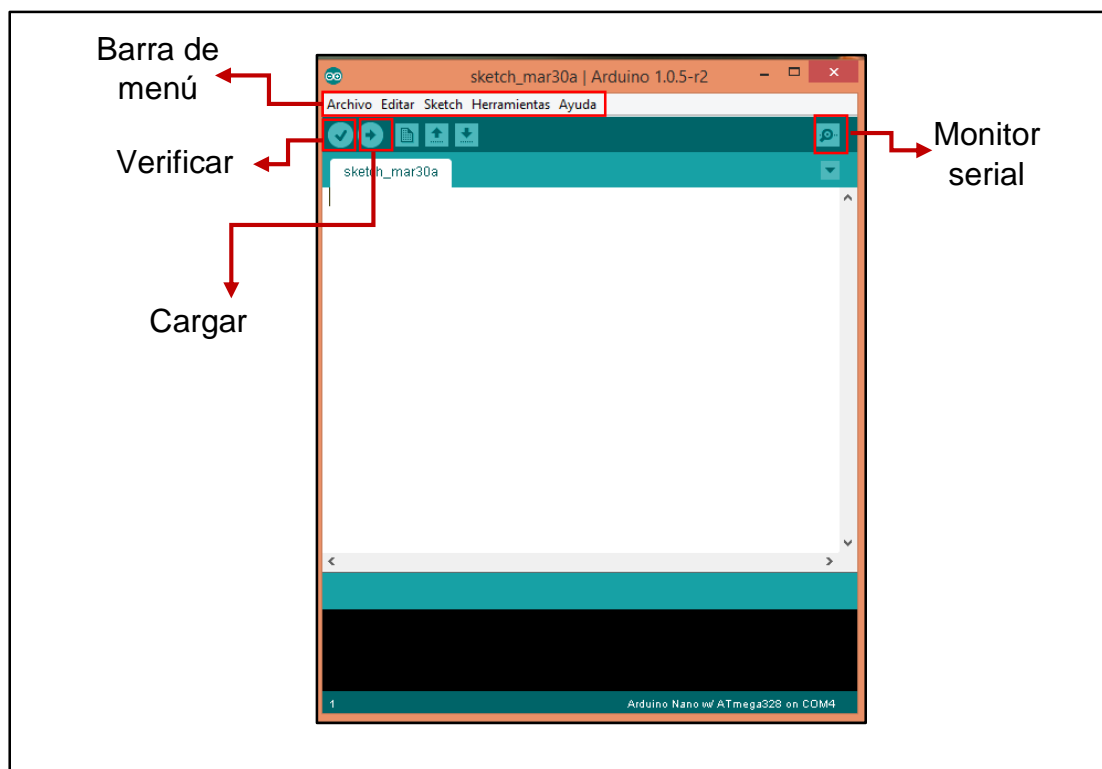 Barra de
menú
sketch_mar30a | Arduino 1.0.5-r2
Archivo Editar Sketch Herramientas Ayuda
Verificar
Monitor
serial
sketch_mar30a
Cargar
1
Arduino Nano w/ ATmega328 on COM4